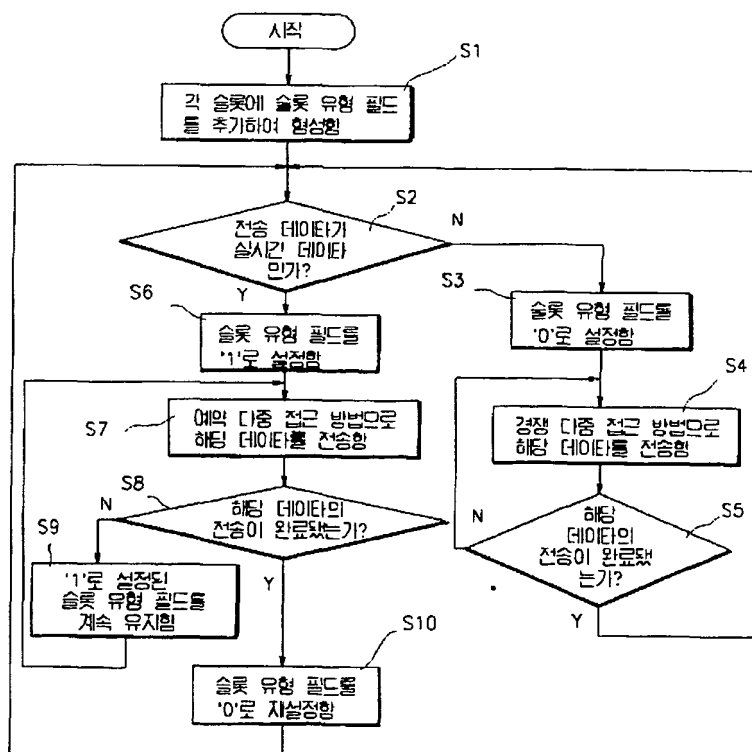 시작
S1
각 슬롯에 슬롯 유형 필드
를 추가하여 형성함
S2
N
전송 데이타가
실시간 데이타
인가?
S6
Y
S3
슬롯 유형 필드를
'1'로 설정함
슬롯 유형 필드를
'0'로 설정함
S7
예약 다중 접근 방법으로
해당 데이타를 전송함
S4
경쟁 다중 접근 방법으로
해당 데이타를 전송함
S8
N
해당 데이타의
전송이 완료됐는가?
Y
S5
N
해당
데이타의
전송이 완료됐
는가?
Y
S9
'1'로 설정된
슬롯 유형 필드를
계속 유지함
S10
슬롯 유형 필드를
'0'로 재설정함